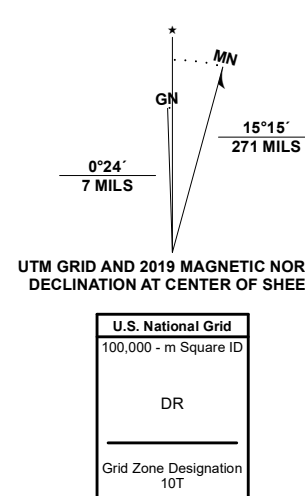 ★
MN
GN
15°15´
271 MILS
0°24´
7 MILS
UTM GRID AND 2019 MAGNETIC NOR
DECLINATION AT CENTER OF SHEE
U.S. National Grid
100,000 - m Square ID
DR
Grid Zone Designation
10T